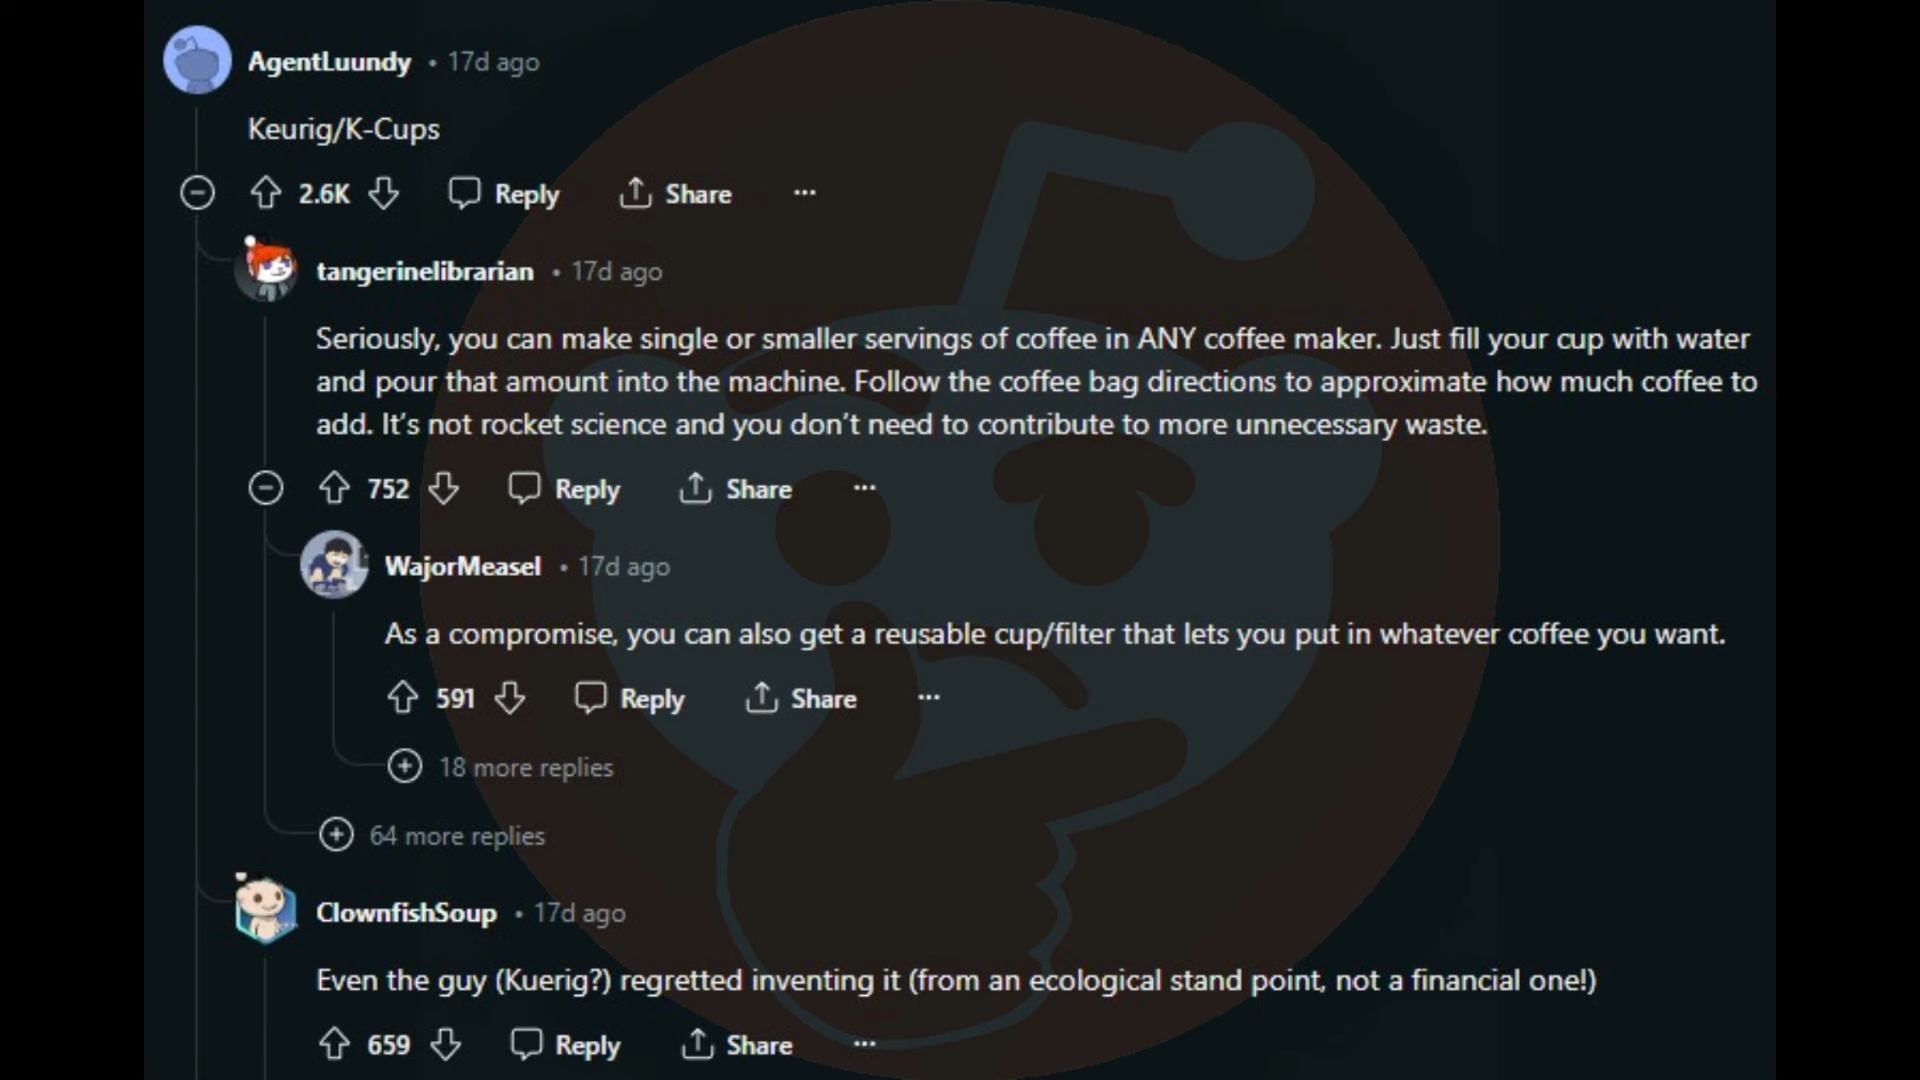 AgentLuundy • 17d ago
Keurig/K-Cups
2.6K Reply Share ...
tangerinelibrarian • 17d ago
Seriously, you can make single or smaller servings of coffee in ANY coffee maker. Just fill your cup with water
and pour that amount into the machine. Follow the coffee bag directions to approximate how much coffee to
add. It’s not rocket science and you don’t need to contribute to more unnecessary waste.
752 Reply Share ...
WajorMeasel • 17d ago
As a compromise, you can also get a reusable cup/filter that lets you put in whatever coffee you want.
591 Reply Share ...
18 more replies
64 more replies
ClownfishSoup • 17d ago
Even the guy (Kuerig?) regretted inventing it (from an ecological stand point, not a financial one!)
659 Reply Share ...